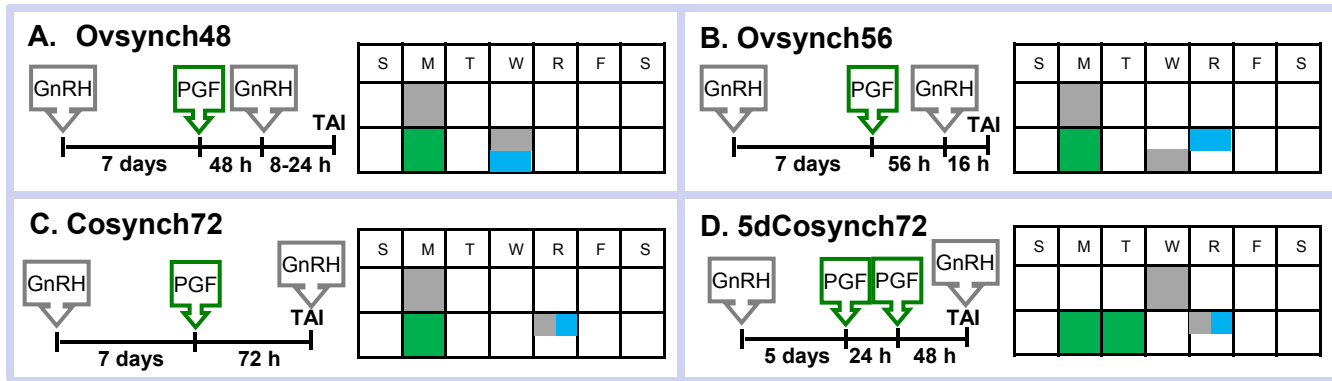 A. Ovsynch48
GnRH PGF GnRH
TAI
7 days 48 h 8-24 h
S M T W R F S
B. Ovsynch56
GnRH PGF GnRH
TAI
7 days 56 h 16 h
S M T W R F S
C. Cosynch72
GnRH PGF GnRH
TAI
7 days 72 h
S M T W R F S
D. 5dCosynch72
GnRH PGF PGF GnRH
TAI
5 days 24 h 48 h
S M T W R F S